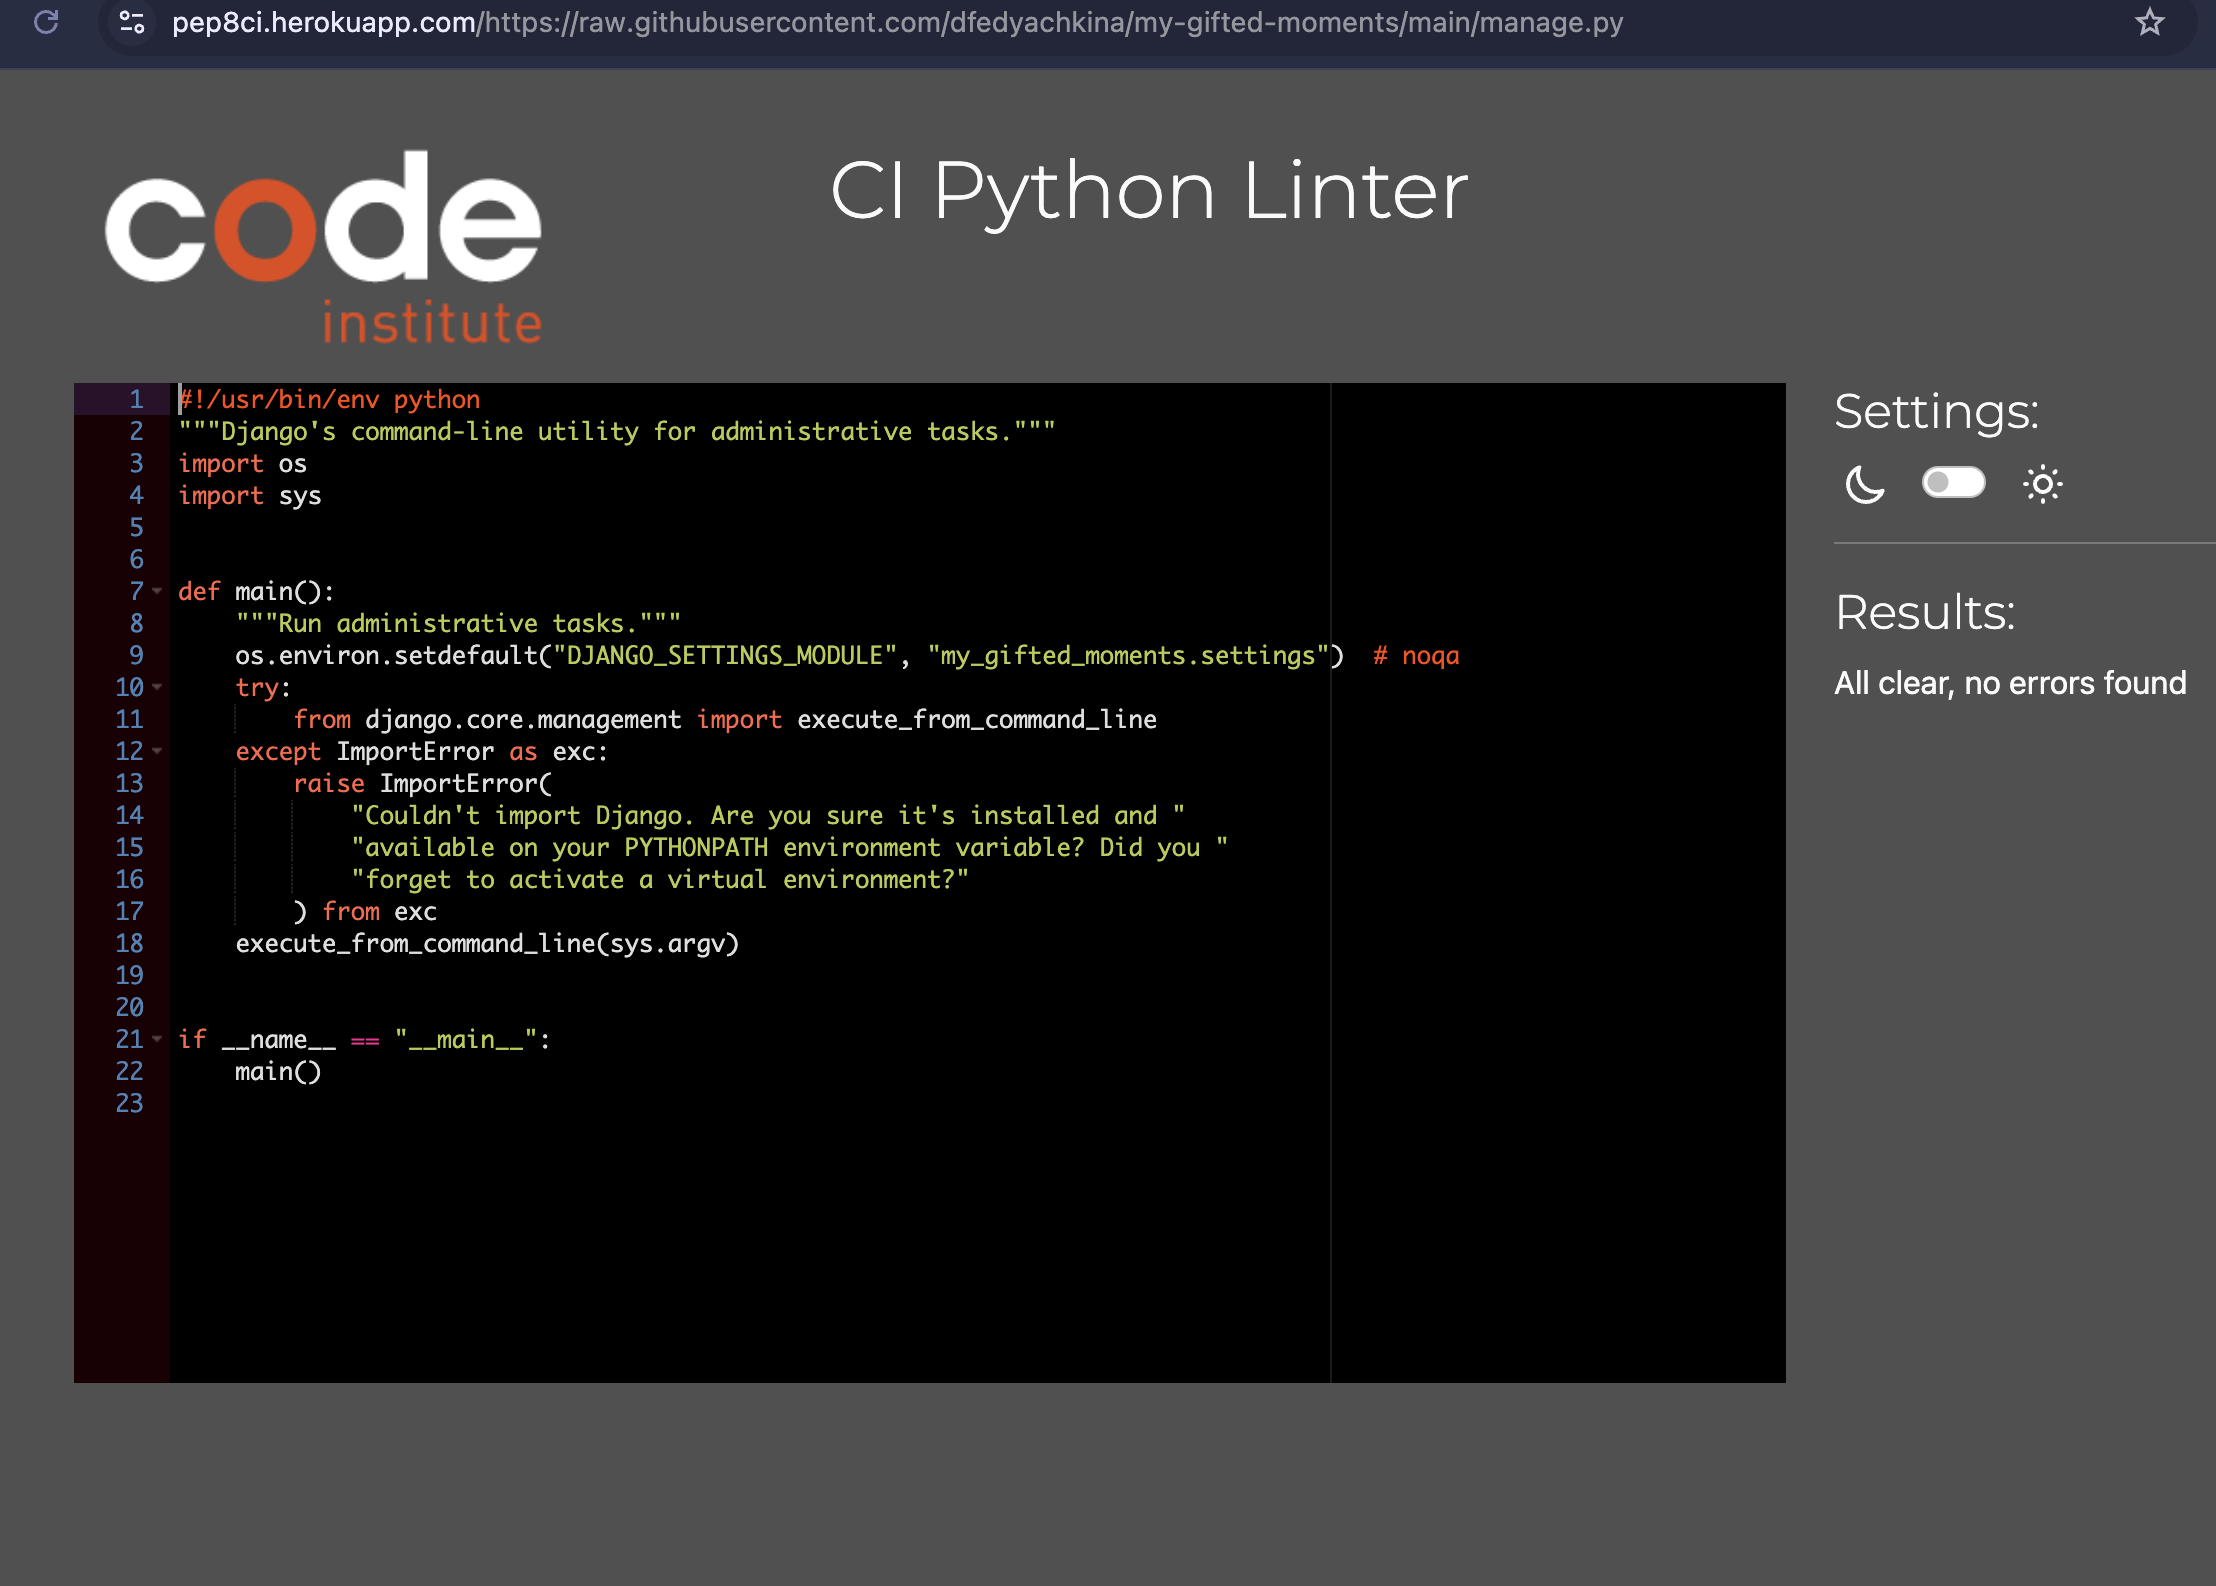 pep8ci.herokuapp.com/https://raw.githubusercontent.com/dfedyachkina/my-gifted-moments/main/manage.py
code
institute
CI Python Linter
1 #!/usr/bin/env python
2 """Django's command-line utility for administrative tasks."""
3 import os
4 import sys
5
6
7 def main():
8     """Run administrative tasks."""
9     os.environ.setdefault("DJANGO_SETTINGS_MODULE", "my_gifted_moments.settings")  # noqa
10     try:
11         from django.core.management import execute_from_command_line
12     except ImportError as exc:
13         raise ImportError(
14             "Couldn't import Django. Are you sure it's installed and "
15             "available on your PYTHONPATH environment variable? Did you "
16             "forget to activate a virtual environment?"
17         ) from exc
18     execute_from_command_line(sys.argv)
19
20
21 if __name__ == "__main__":
22     main()
23
Settings:
Results:
All clear, no errors found